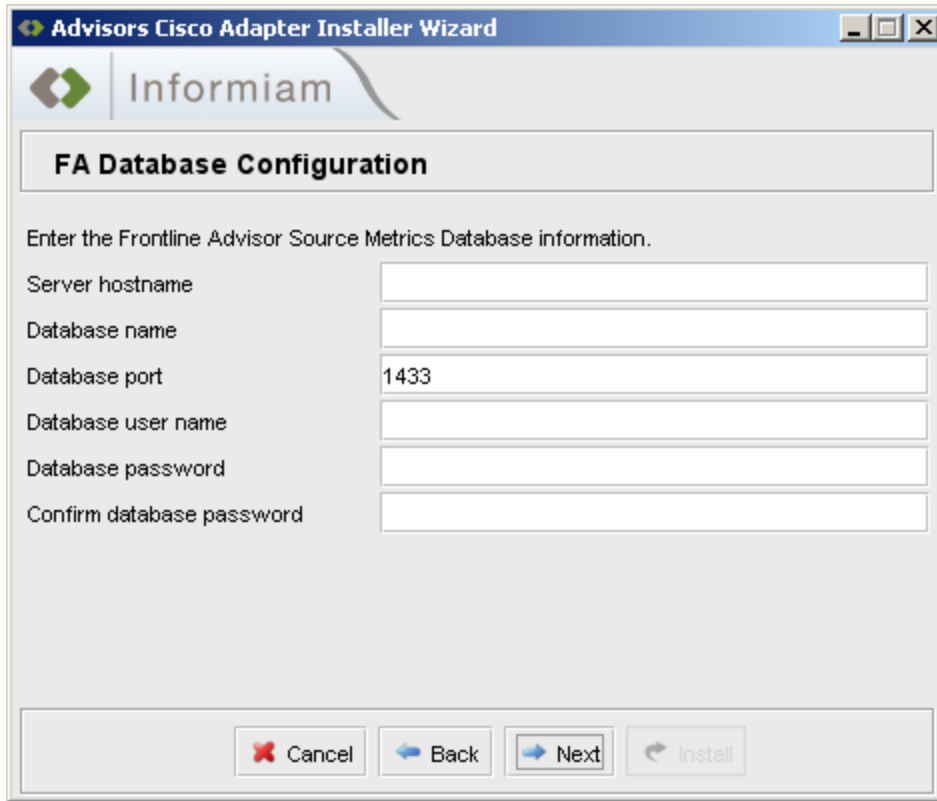 Advisors Cisco Adapter Installer Wizard
Informiam
FA Database Configuration
Enter the Frontline Advisor Source Metrics Database information.
Server hostname
Database name
Database port 1433
Database user name
Database password
Confirm database password
Cancel Back Next Install